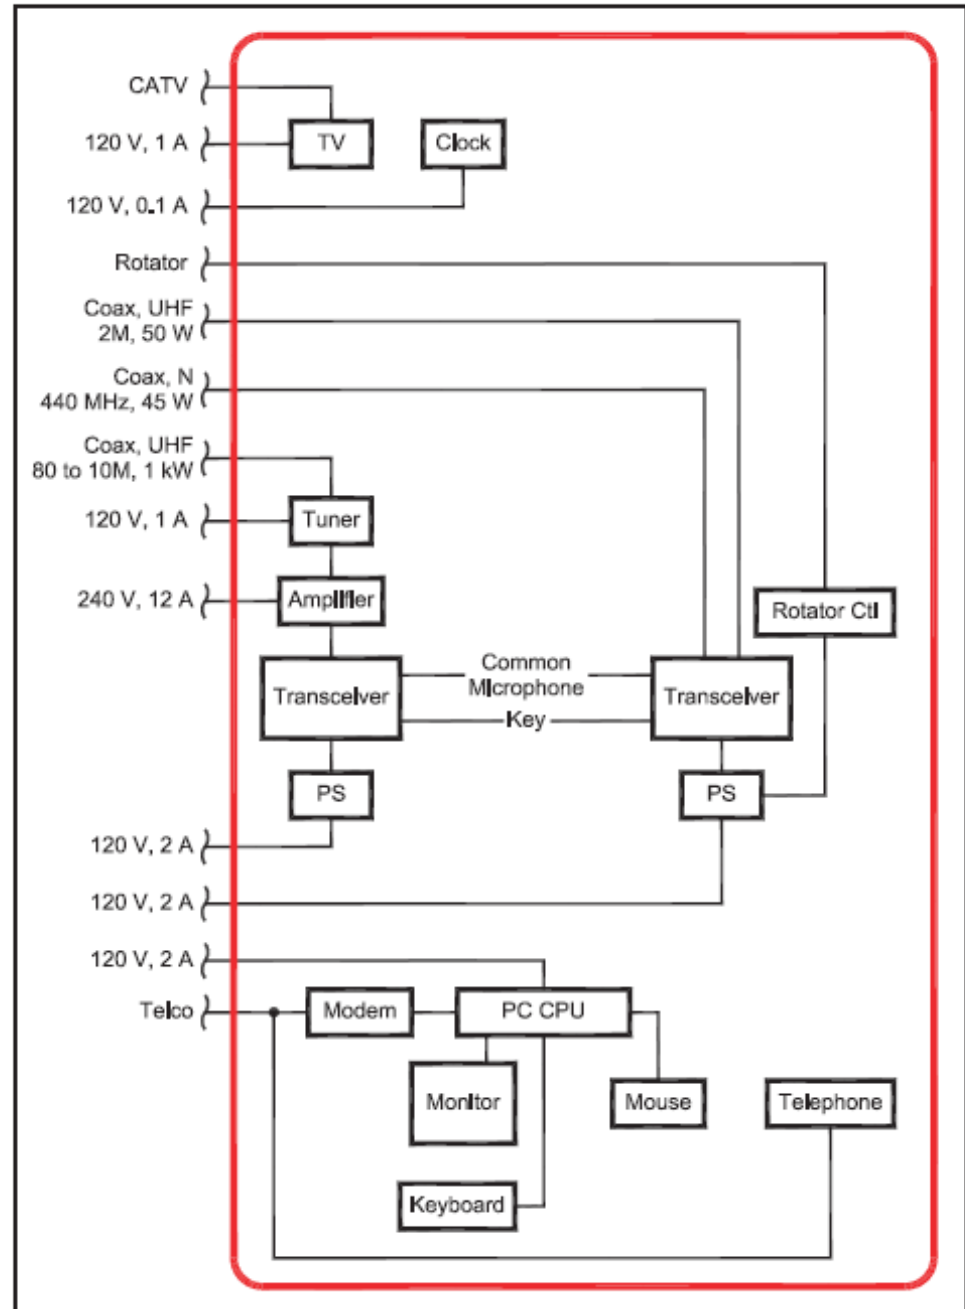 CATV
120 V, 1 A
TV
Clock
120 V, 0.1 A
Rotator
Coax, UHF
2M, 50 W
Coax, N
440 MHz, 45 W
Coax, UHF
80 to 10M, 1 kW
120 V, 1 A
Tuner
240 V, 12 A
Amplifier
Rotator Ctl
Transceiver
Common
Microphone
Key
Transceiver
PS
PS
120 V, 2 A
120 V, 2 A
120 V, 2 A
Telco
Modem
PC CPU
Monitor
Mouse
Telephone
Keyboard